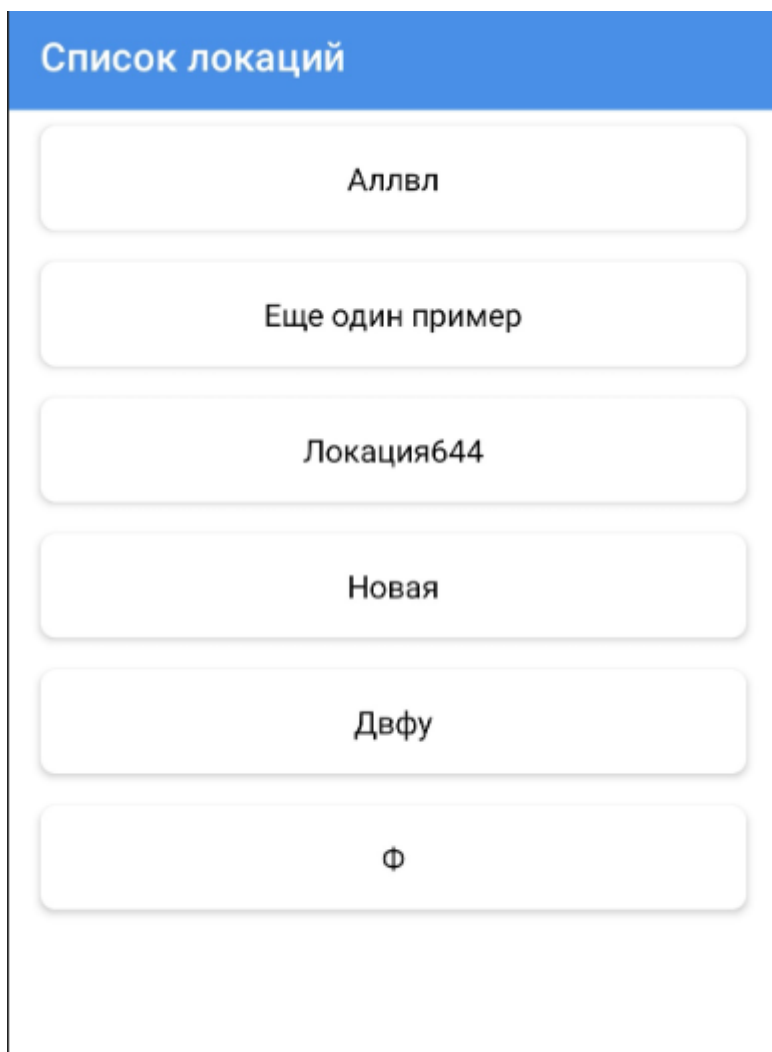 Список локаций
Аллвл
Еще один пример
Локация644
Новая
Двфу
Ф